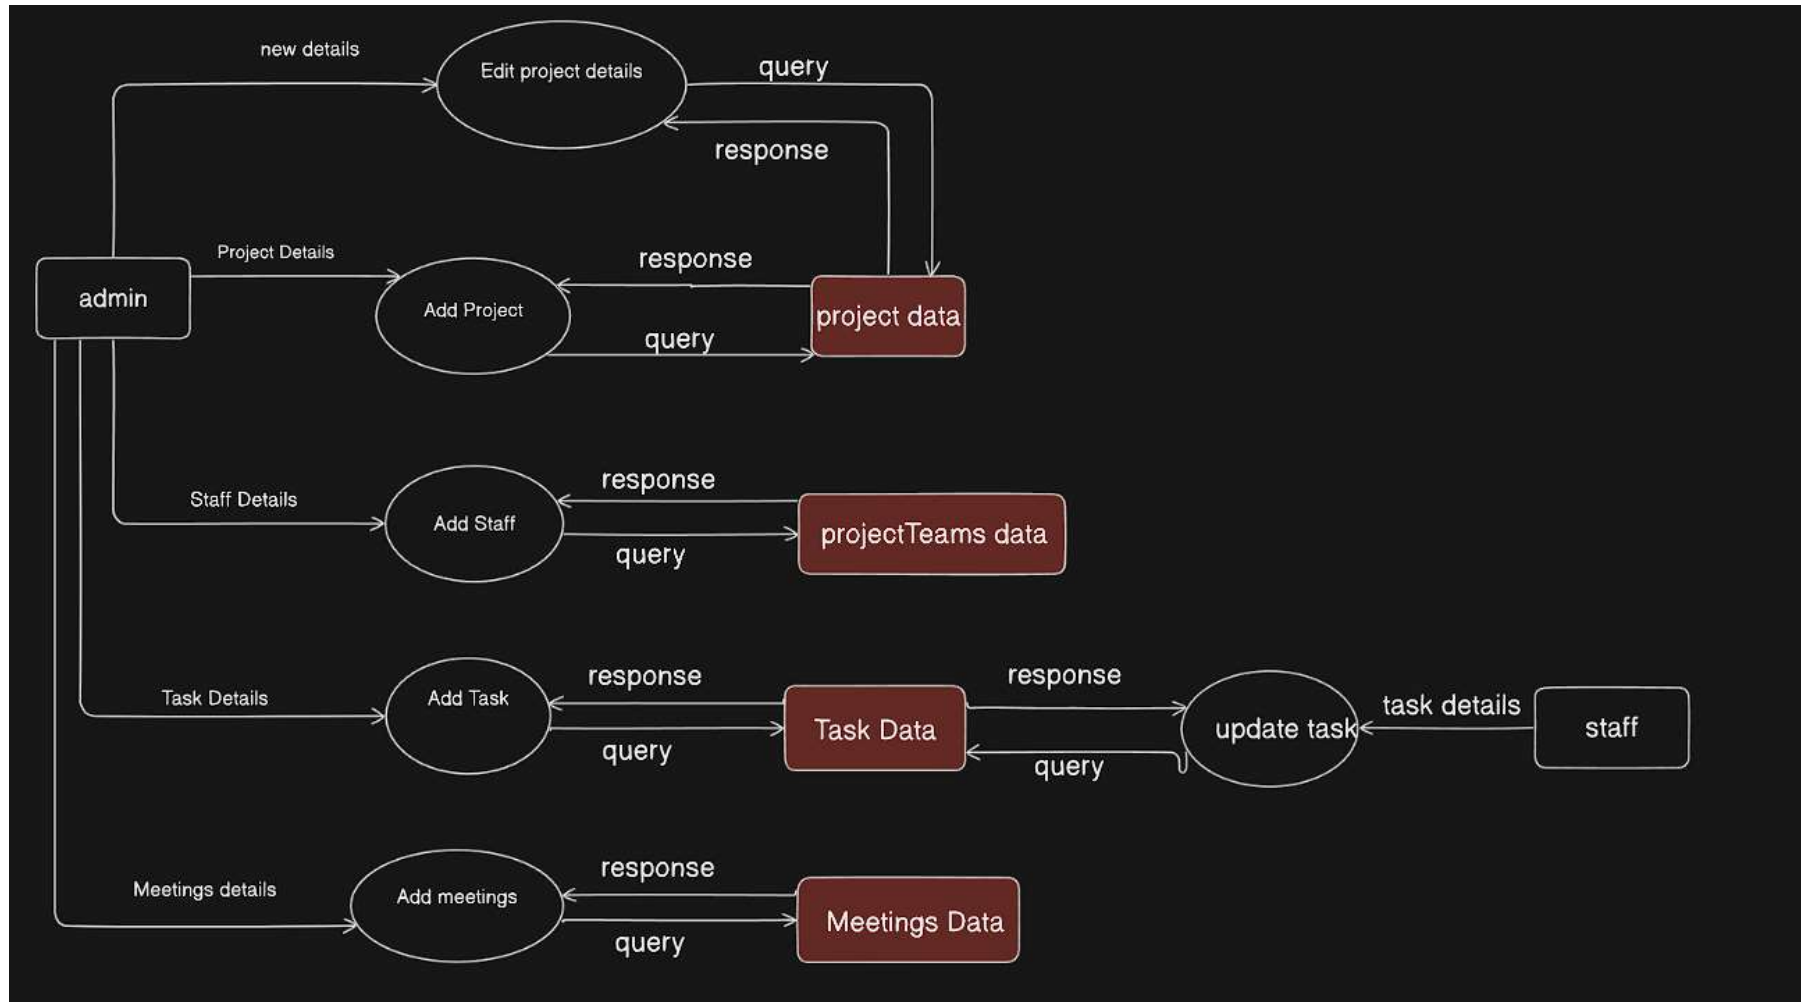 new details
Edit project details
query
response
Project Details
admin
Add Project
response
query
project data
Staff Details
Add Staff
response
query
projectTeams data
Task Details
Add Task
response
query
Task Data
response
query
update task
task details
staff
Meetings details
Add meetings
response
query
Meetings Data